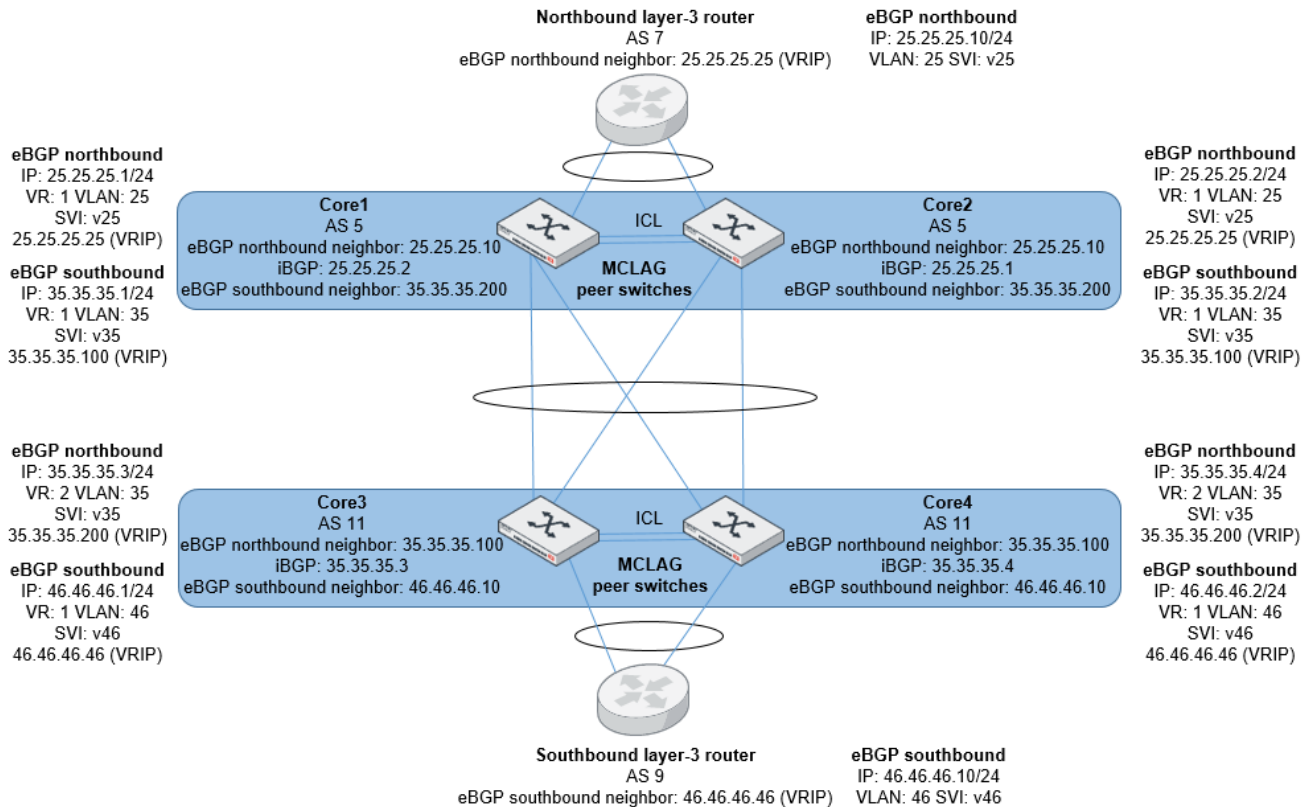 Northbound layer-3 router
AS 7
eBGP northbound neighbor: 25.25.25.25 (VRIP)
eBGP northbound
IP: 25.25.25.10/24
VLAN: 25 SVI: v25
eBGP northbound
IP: 25.25.25.1/24
VR: 1 VLAN: 25
SVI: v25
25.25.25.25 (VRIP)
eBGP southbound
IP: 35.35.35.1/24
VR: 1 VLAN: 35
SVI: v35
35.35.35.100 (VRIP)
Core1
AS 5
eBGP northbound neighbor: 25.25.25.10
iBGP: 25.25.25.2
eBGP southbound neighbor: 35.35.35.200
ICL
MCLAG
peer switches
Core2
AS 5
eBGP northbound neighbor: 25.25.25.10
iBGP: 25.25.25.1
eBGP southbound neighbor: 35.35.35.200
eBGP northbound
IP: 25.25.25.2/24
VR: 1 VLAN: 25
SVI: v25
25.25.25.25 (VRIP)
eBGP southbound
IP: 35.35.35.2/24
VR: 1 VLAN: 35
SVI: v35
35.35.35.100 (VRIP)
eBGP northbound
IP: 35.35.35.3/24
VR: 2 VLAN: 35
SVI: v35
35.35.35.200 (VRIP)
eBGP southbound
IP: 46.46.46.1/24
VR: 1 VLAN: 46
SVI: v46
46.46.46.46 (VRIP)
Core3
AS 11
eBGP northbound neighbor: 35.35.35.100
iBGP: 35.35.35.3
eBGP southbound neighbor: 46.46.46.10
ICL
MCLAG
peer switches
Core4
AS 11
eBGP northbound neighbor: 35.35.35.100
iBGP: 35.35.35.4
eBGP southbound neighbor: 46.46.46.10
eBGP northbound
IP: 35.35.35.4/24
VR: 2 VLAN: 35
SVI: v35
35.35.35.200 (VRIP)
eBGP southbound
IP: 46.46.46.2/24
VR: 1 VLAN: 46
SVI: v46
46.46.46.46 (VRIP)
Southbound layer-3 router
AS 9
eBGP southbound neighbor: 46.46.46.46 (VRIP)
eBGP southbound
IP: 46.46.46.10/24
VLAN: 46 SVI: v46